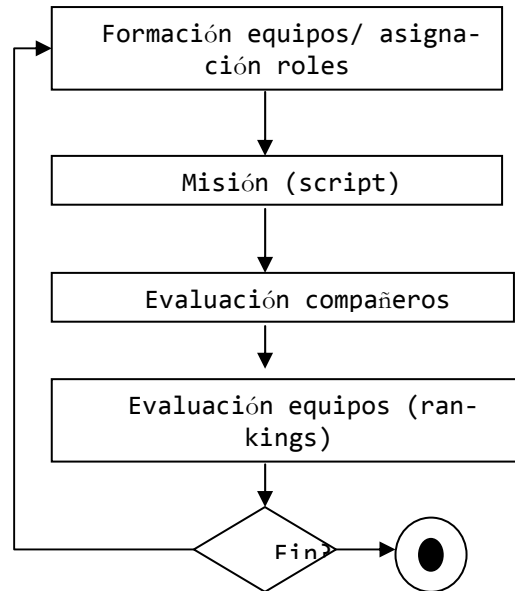 Formación equipos/ asigna-
ción roles
Misión (script)
Evaluación compañeros
Evaluación equipos (ran-
kings)
Fin?